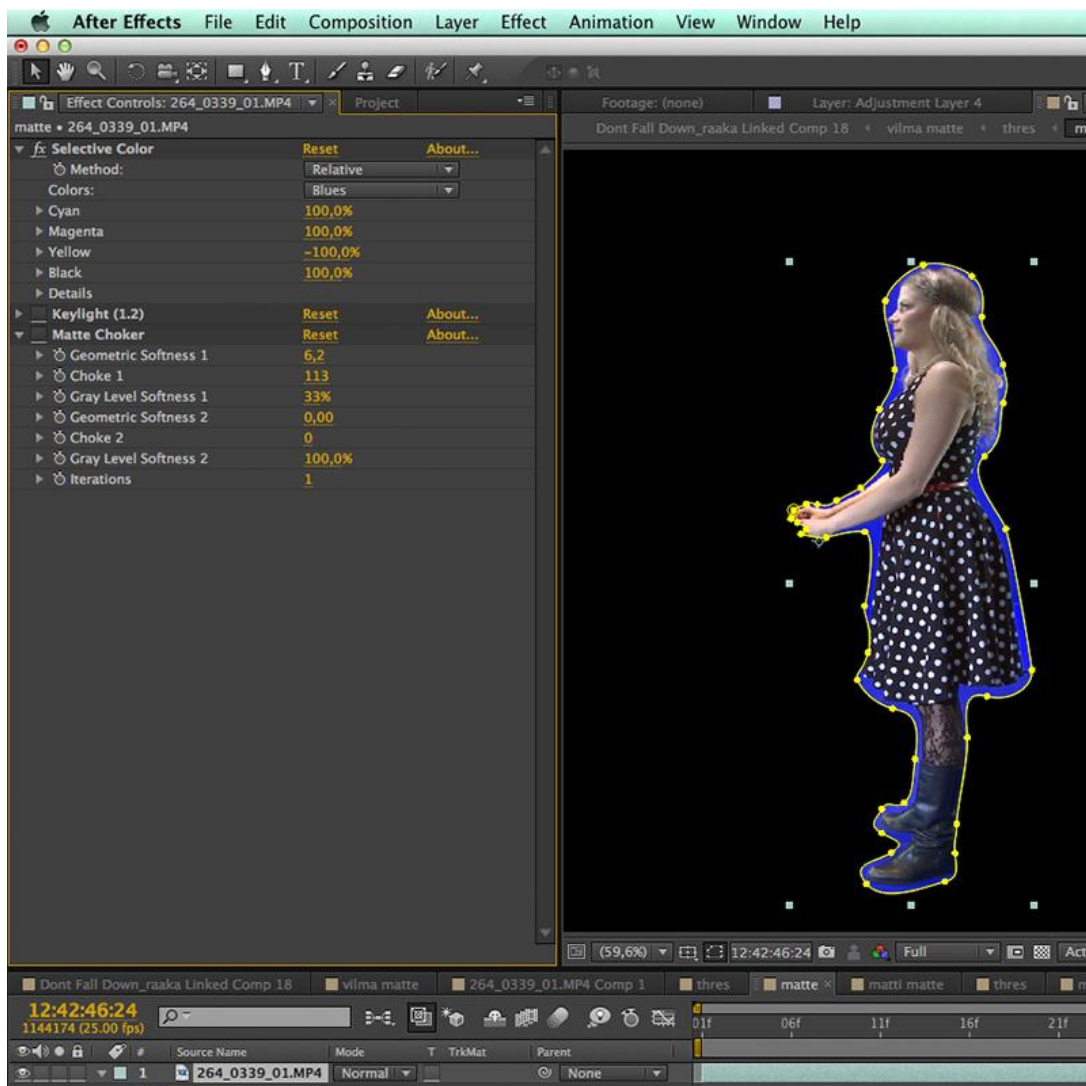 After Effects File Edit Composition Layer Effect Animation View Window Help
Effect Controls: 264_0339_01.MP4 Project
Footage: (none) Layer: Adjustment Layer 4
matte • 264_0339_01.MP4
Dont Fall Down_raaka Linked Comp 18 vilma matte thres m
fx Selective Color Reset About...
Method: Relative
Colors: Blues
Cyan 100,0%
Magenta 100,0%
Yellow -100,0%
Black 100,0%
Details
Keylight (1.2) Reset About...
Matte Choker Reset About...
Geometric Softness 1 6,2
Choke 1 113
Gray Level Softness 1 33%
Geometric Softness 2 0,00
Choke 2 0
Gray Level Softness 2 100,0%
Iterations 1
(59,6%) 12:42:46:24 Full Act
Dont Fall Down_raaka Linked Comp 18 vilma matte 264_0339_01.MP4 Comp 1 thres matte matti matte thres m
12:42:46:24
1144174 (25.00 fps)
01f 06f 11f 16f 21f
# Source Name Mode T TrkMat Parent
1 264_0339_01.MP4 Normal None